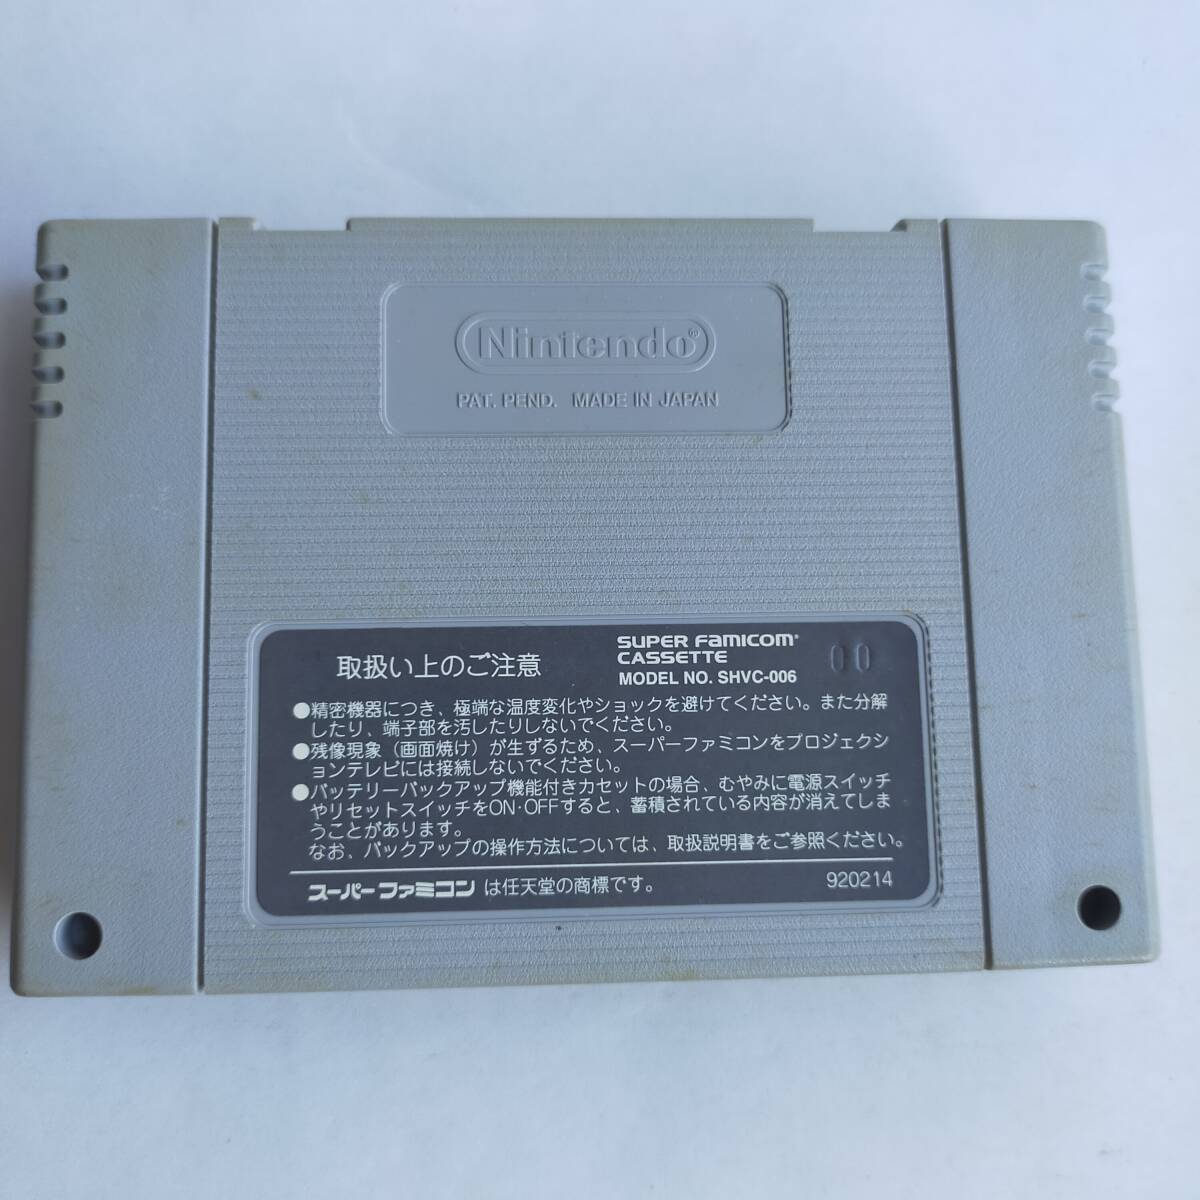 Nintendo®
PAT. PEND. MADE IN JAPAN
取扱い上のご注意
SUPER FAMICOM®
CASSETTE
MODEL NO. SHVC-006
00
●精密機器につき、極端な温度変化やショックを避けてください。また分解
したり、端子部を汚したりしないでください。
●残像現象（画面焼け）が生ずるため、スーパーファミコンをプロジェクシ
ョンテレビには接続しないでください。
●バッテリーバックアップ機能付きカセットの場合、むやみに電源スイッチ
やリセットスイッチをON・OFFすると、蓄積されている内容が消えてしま
うことがあります。
なお、バックアップの操作方法については、取扱説明書をご参照ください。
スーパーファミコン は任天堂の商標です。
920214